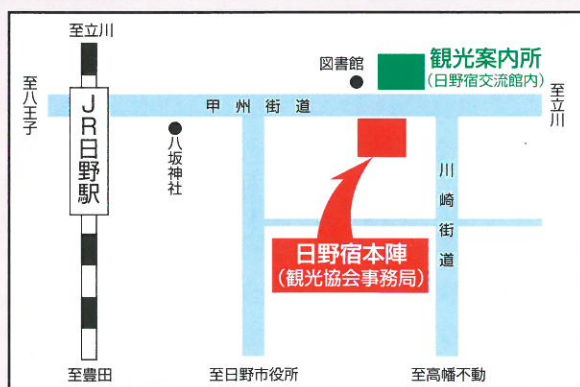 至立川
至八王子
JR日野駅
甲州街道
八坂神社
図書館
観光案内所
(日野宿交流館内)
至立川
川崎街道
日野宿本陣
(観光協会事務局)
至豊田
至日野市役所
至高幡不動